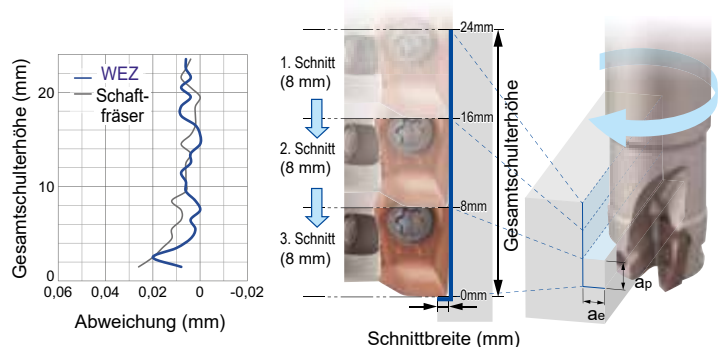 Gesamtschulterhöhe (mm)
20
10
0
WEZ
Schaft-
fräser
0,06 0,04 0,02 0 -0,02
Abweichung (mm)
1. Schnitt
(8 mm)
2. Schnitt
(8 mm)
3. Schnitt
(8 mm)
24mm
16mm
8mm
0mm
Gesamtschulterhöhe
Schnittbreite (mm)
ap
ae